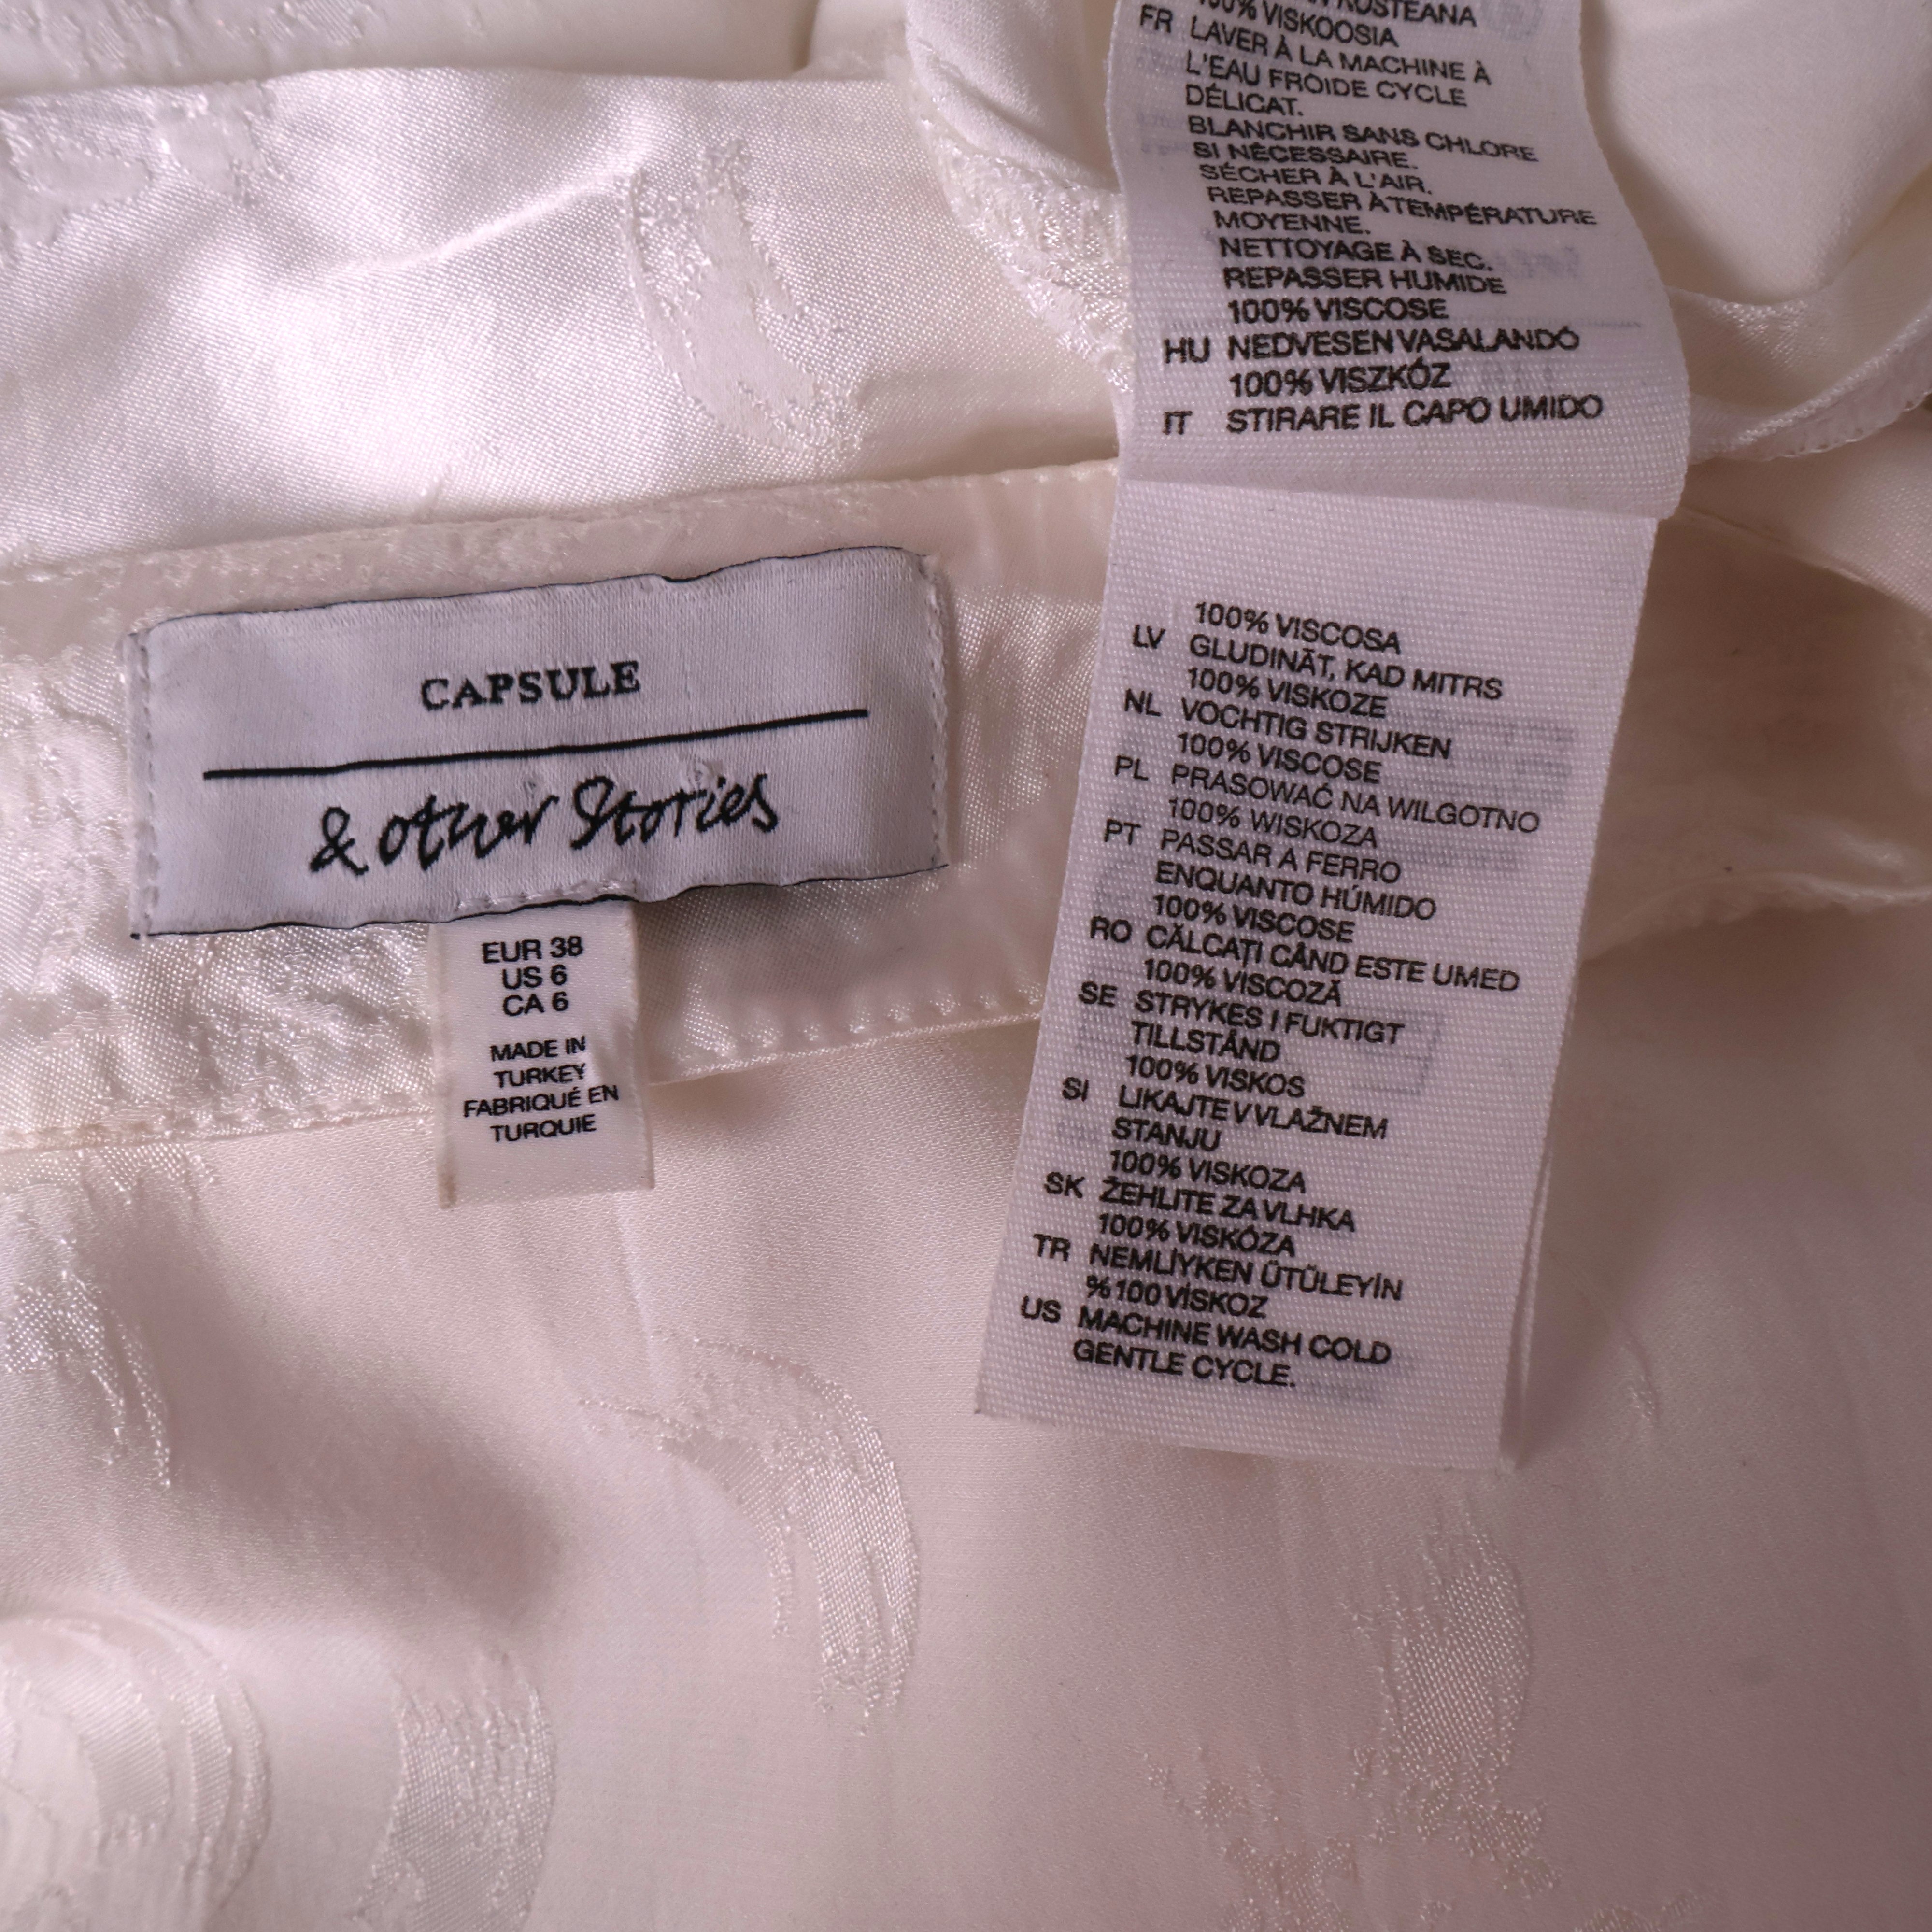 CAPSULE
& other Stories
EUR 38
US 6
CA 6
MADE IN
TURKEY
FABRIQUÉ EN
TURQUIE
KOSTEANA
100% VISKOOSIA
FR LAVER À LA MACHINE À
L'EAU FROIDE CYCLE
DÉLICAT.
BLANCHIR SANS CHLORE
SI NÉCESSAIRE.
SÉCHER À L'AIR.
REPASSER À TEMPÉRATURE
MOYENNE.
NETTOYAGE À SEC.
REPASSER HUMIDE
100% VISCOSE
HU NEDVESEN VASALANDÓ
100% VISZKÓZ
IT STIRARE IL CAPO UMIDO
100% VISCOSA
LV GLUDINĀT, KAD MITRS
100% VISKOZE
NL VOCHTIG STRIJKEN
100% VISCOSE
PL PRASOWAĆ NA WILGOTNO
100% WISKOZA
PT PASSAR A FERRO
ENQUANTO HÚMIDO
100% VISCOSE
RO CĂLCAȚI CÂND ESTE UMED
100% VISCOZĂ
SE STRYKES I FUKTIGT
TILLSTÅND
100% VISKOS
SI LIKAJTE V VLAŽNEM
STANJU
100% VISKOZA
SK ŽEHLITE ZA VLHKA
100% VISKÓZA
TR NEMLİYKEN ÜTÜLEYİN
%100 VİSKOZ
US MACHINE WASH COLD
GENTLE CYCLE.